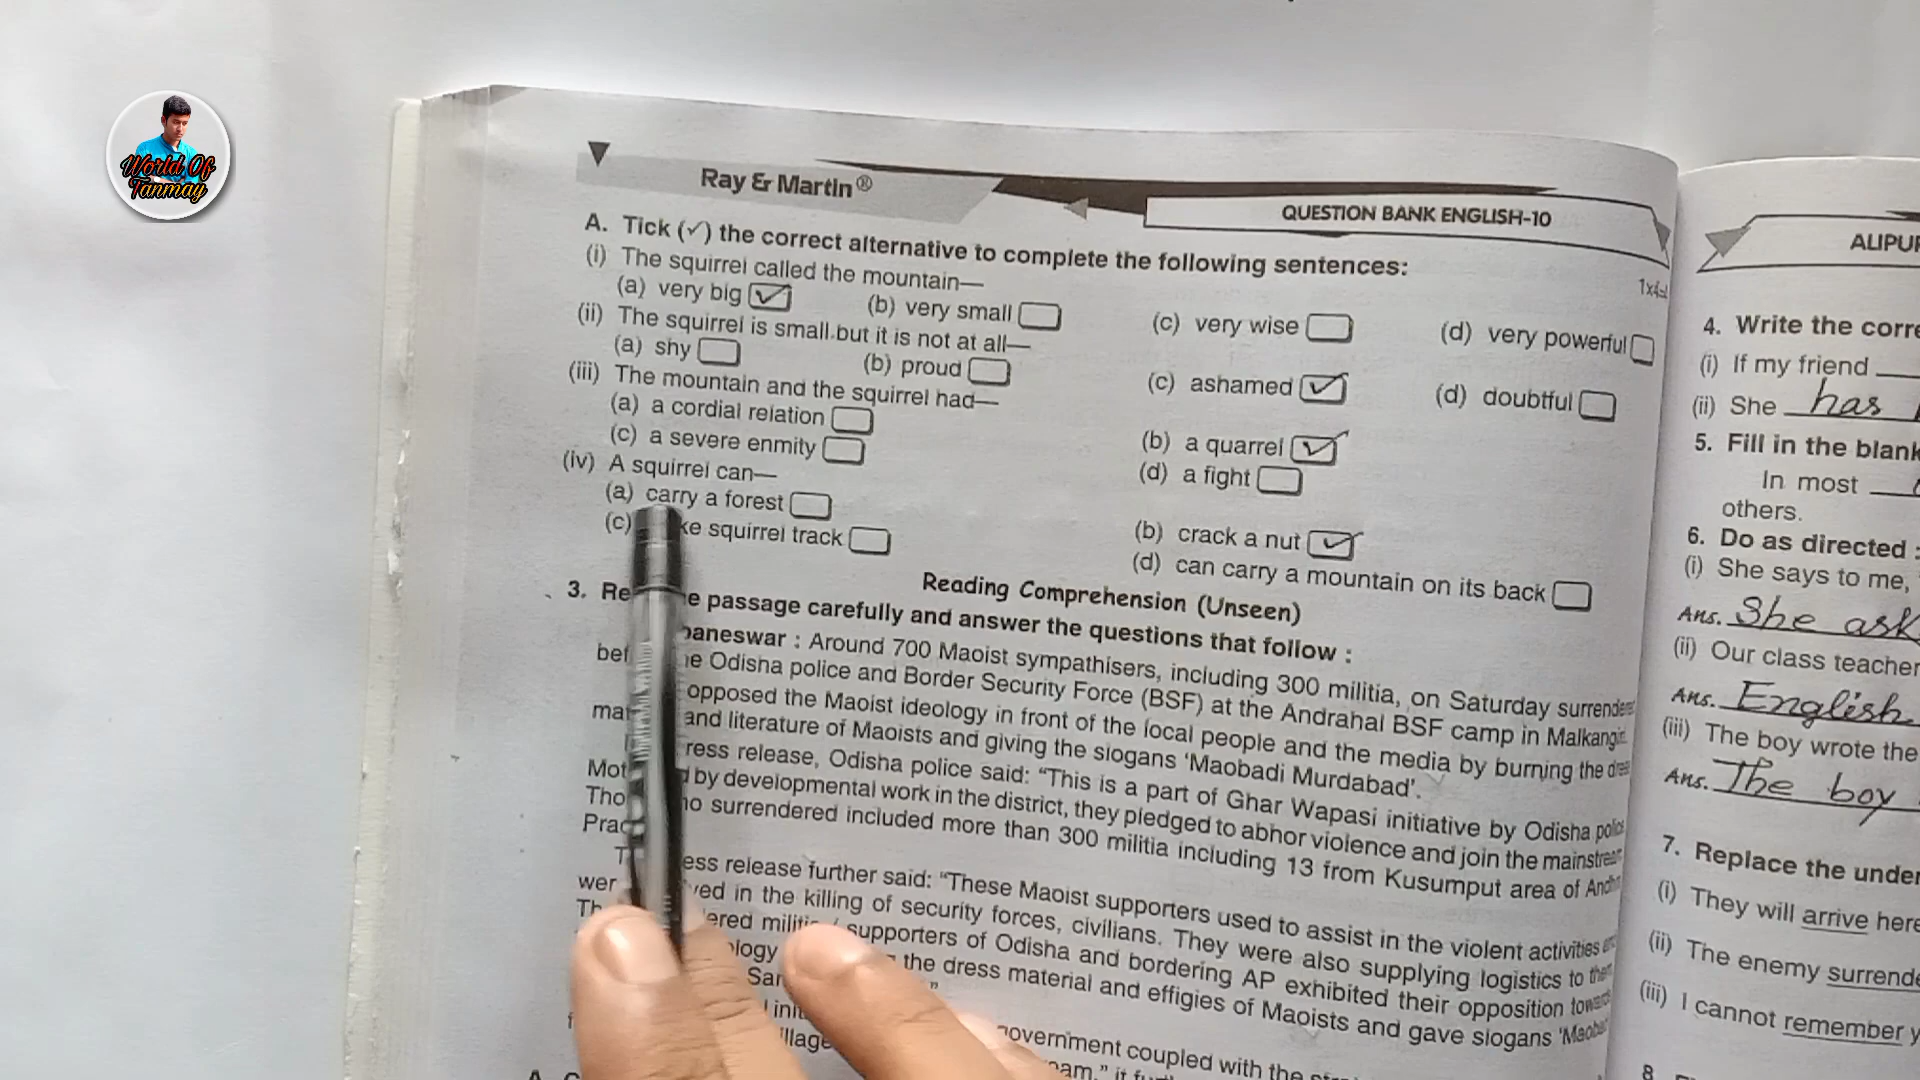 World Of
Tanmay
Ray & Martin®
QUESTION BANK ENGLISH-10
A. Tick (✓) the correct alternative to complete the following sentences:
(i) The squirrel called the mountain—
(a) very big ✓ (b) very small (c) very wise (d) very powerful
(ii) The squirrel is small but it is not at all—
(a) shy (b) proud (c) ashamed ✓ (d) doubtful
(iii) The mountain and the squirrel had—
(a) a cordial relation (b) a quarrel ✓
(c) a severe enmity (d) a fight
(iv) A squirrel can—
(a) carry a forest (b) crack a nut ✓
(c) squirrel track (d) can carry a mountain on its back
Reading Comprehension (Unseen)
3. passage carefully and answer the questions that follow :
: Around 700 Maoist sympathisers, including 300 militia, on Saturday
Odisha police and Border Security Force (BSF) at the Andrahal BSF camp in
opposed the Maoist ideology in front of the local people and the media by burning the
and literature of Maoists and giving the slogans 'Maobadi Murdabad'.
release, Odisha police said: "This is a part of Ghar Wapasi initiative by Odisha
by developmental work in the district, they pledged to abhor violence and join the
surrendered included more than 300 militia including 13 from Kusumput area of
release further said: "These Maoist supporters used to assist in the violent activities
in the killing of security forces, civilians. They were also supplying logistics to
supporters of Odisha and bordering AP exhibited their opposition
the dress material and effigies of Maoists and gave slogans
government coupled with the
ALIPUR
4. Write the
(i) If my friend
(ii) She has
5. Fill in the
In most
others.
6. Do as directed :
(i) She says to me,
Ans. She
(ii) Our class teacher
Ans. English
(iii) The boy wrote the
Ans. The boy
7. Replace the
(i) They will arrive here
(ii) The enemy
(iii) I cannot remember
8.